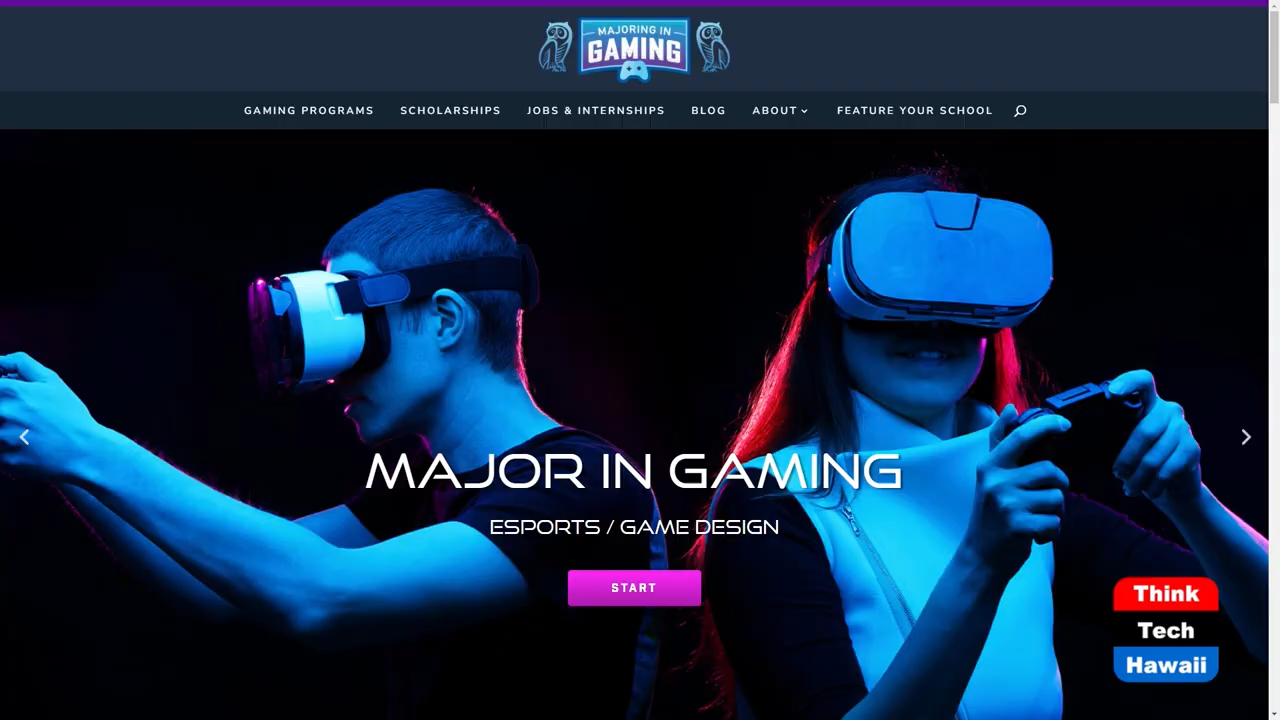 MAJORING IN
GAMING
GAMING PROGRAMS SCHOLARSHIPS JOBS & INTERNSHIPS BLOG ABOUT FEATURE YOUR SCHOOL
MAJOR IN GAMING
ESPORTS / GAME DESIGN
START
Think
Tech
Hawaii